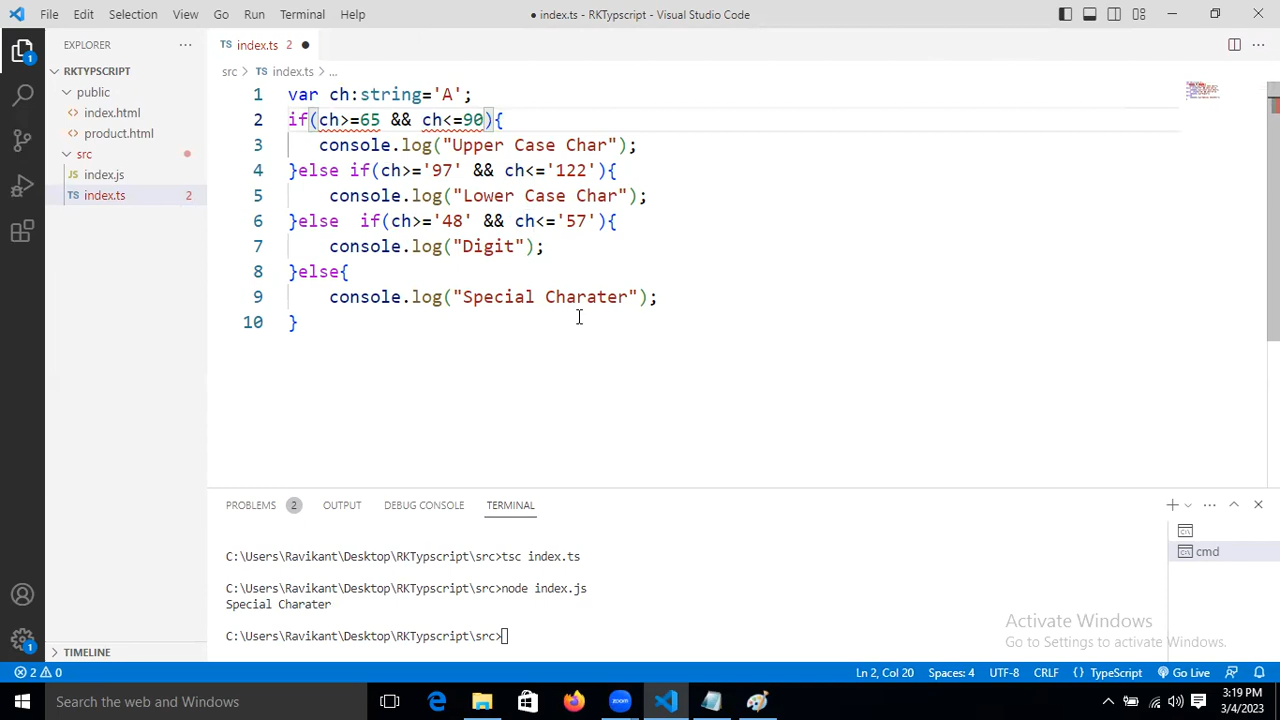 File Edit Selection View Go Run Terminal Help ● index.ts - RKTypscript - Visual Studio Code
EXPLORER ··· TS index.ts 2 ●
RKTYPSCRIPT src > TS index.ts > ...
public
index.html
product.html
src
JS index.js
TS index.ts 2
1 var ch:string='A';
2 if(ch>=65 && ch<=90){
3 console.log("Upper Case Char");
4 }else if(ch>='97' && ch<='122'){
5 console.log("Lower Case Char");
6 }else  if(ch>='48' && ch<='57'){
7 console.log("Digit");
8 }else{
9 console.log("Special Charater");
10 }
PROBLEMS 2 OUTPUT DEBUG CONSOLE TERMINAL
C:\Users\Ravikant\Desktop\RKTypscript\src>tsc index.ts
C:\Users\Ravikant\Desktop\RKTypscript\src>node index.js
Special Charater
C:\Users\Ravikant\Desktop\RKTypscript\src>
cmd
1
1
Activate Windows
Go to Settings to activate Windows.
TIMELINE
2 0 Ln 2, Col 20 Spaces: 4 UTF-8 CRLF {} TypeScript Go Live
Search the web and Windows
3:19 PM
3/4/2023